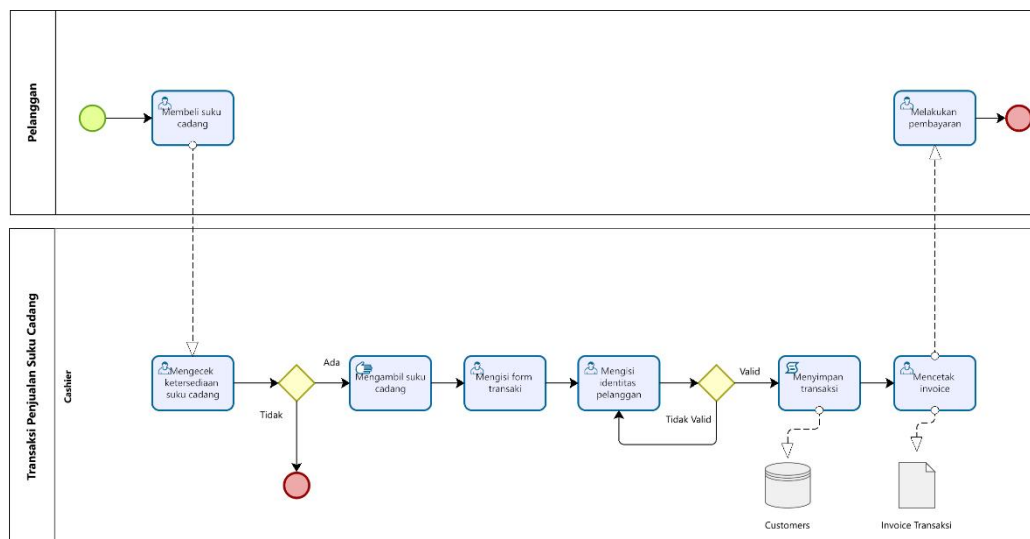 Pelanggan
Membeli suku
cadang
Melakukan
pembayaran
Transaksi Penjualan Suku Cadang
Cashier
Mengecek
ketersediaan
suku cadang
Ada
Tidak
Mengambil suku
cadang
Mengisi form
transaki
Mengisi
identitas
pelanggan
Valid
Tidak Valid
Menyimpan
transaksi
Mencetak
invoice
Customers
Invoice Transaksi